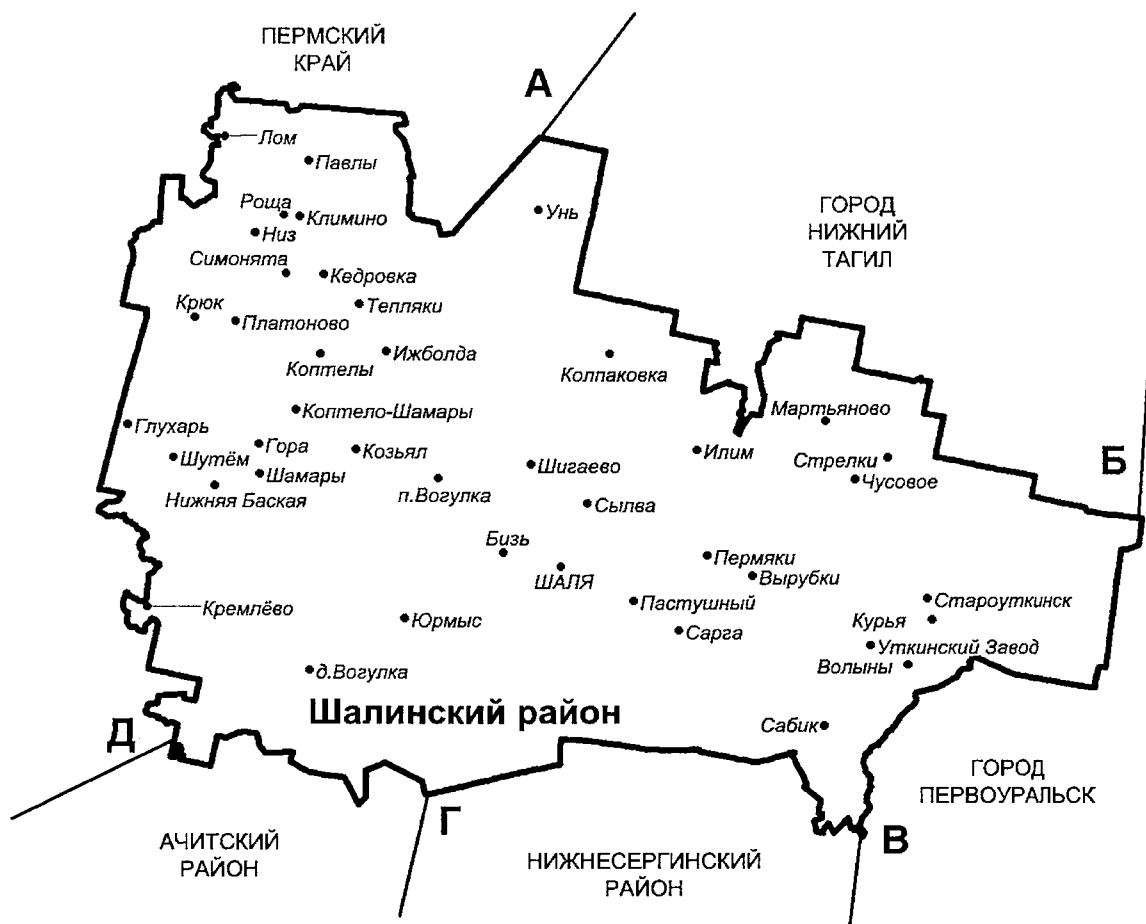 ПЕРМСКИЙ
КРАЙ
А
Лом
Павлы
Роща
Климино
Унь
Низ
ГОРОД
НИЖНИЙ
ТАГИЛ
Симонята
Кедровка
Крюк
Тепляки
Платоново
Коптелы
Ижболда
Колпаковка
Коптело-Шамары
Мартьяново
Глухарь
Гора
Козьял
Илим
Шутём
Шамары
Шигаево
Стрелки
Б
Нижняя Баская
п.Вогулка
Чусовое
Сылва
Бизь
Пермяки
ШАЛЯ
Вырубки
Кремлёво
Пастушный
Староуткинск
Юрмыс
Сарга
Курья
Уткинский Завод
д.Вогулка
Волыны
Шалинский район
Сабик
Д
ГОРОД
ПЕРВОУРАЛЬСК
Г
В
АЧИТСКИЙ
РАЙОН
НИЖНЕСЕРГИНСКИЙ
РАЙОН